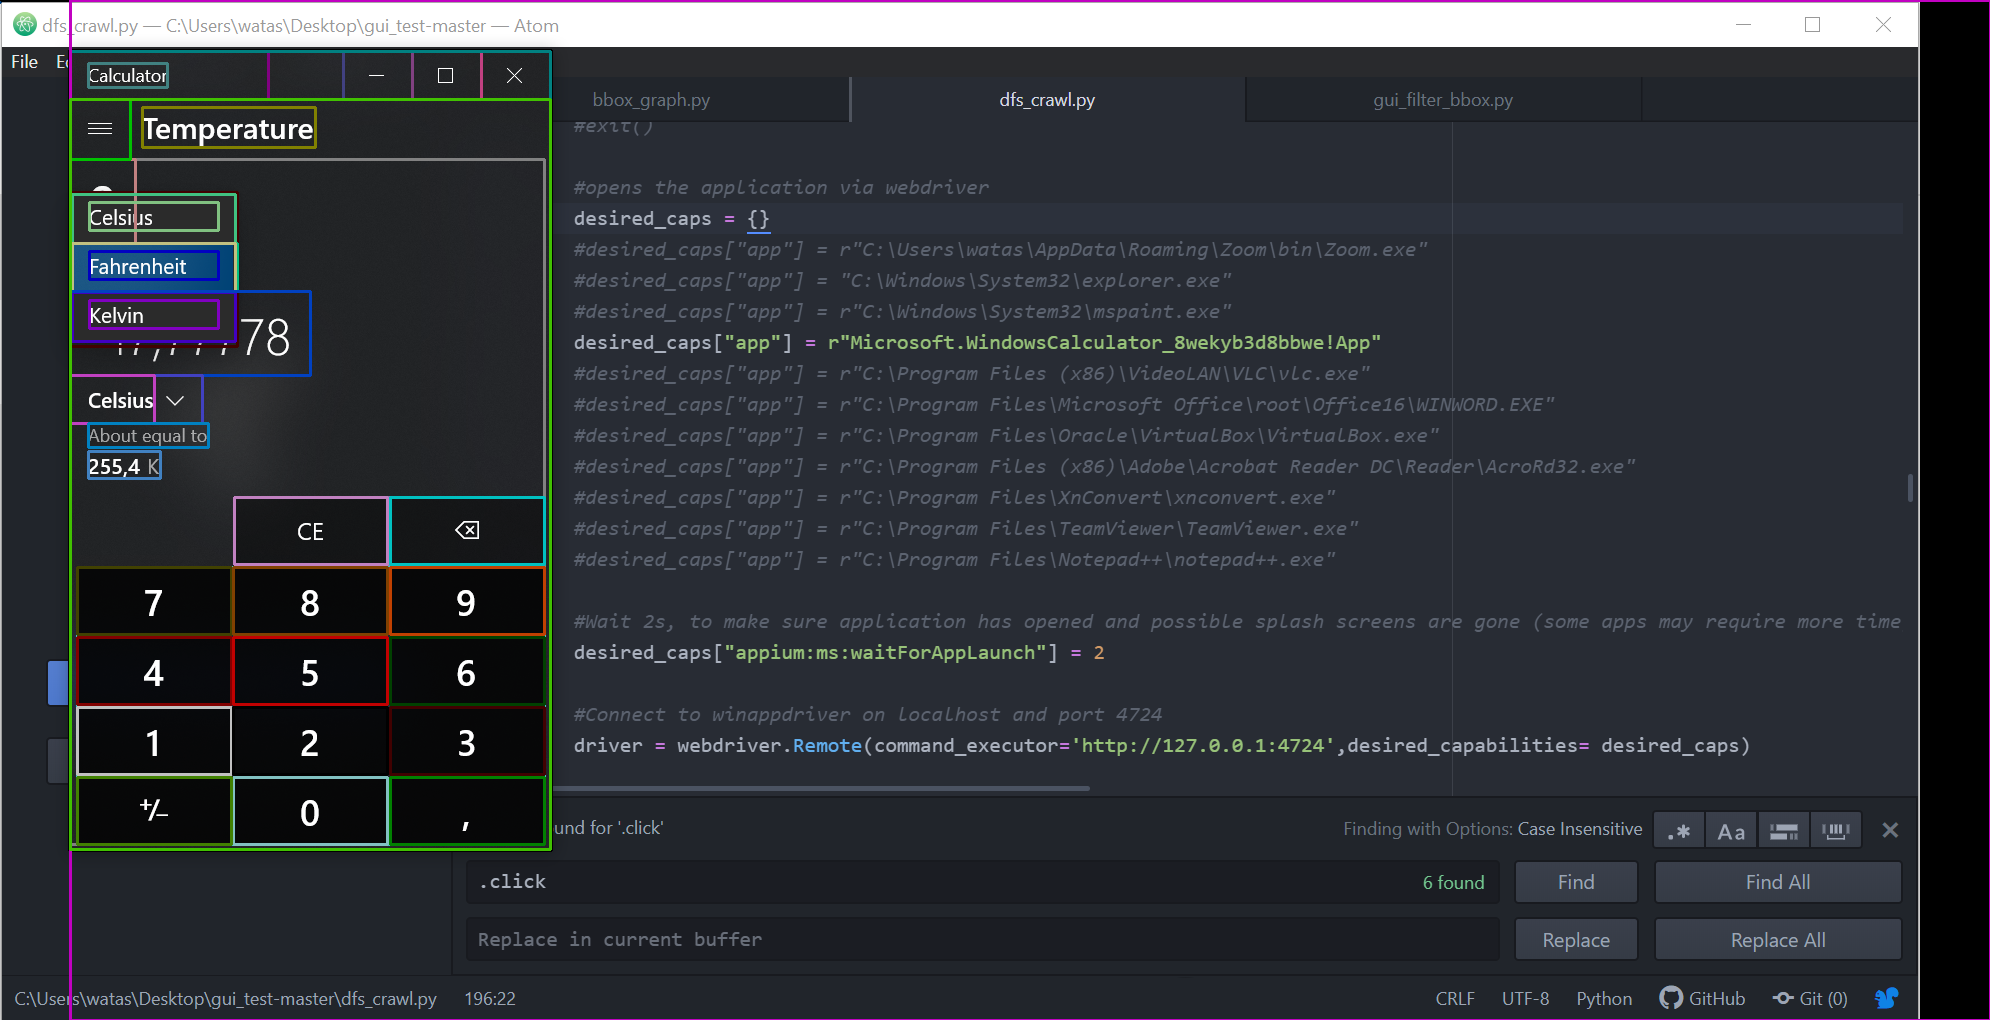 dfs_crawl.py — C:\Users\watas\Desktop\gui_test-master — Atom
File
Calculator
Temperature
Celsius
Fahrenheit
Kelvin
78
Celsius
About equal to
255,4 K
CE
7 8 9
4 5 6
1 2 3
+/− 0 ,
bbox_graph.py dfs_crawl.py gui_filter_bbox.py
#exit()
#opens the application via webdriver
desired_caps = {}
#desired_caps["app"] = r"C:\Users\watas\AppData\Roaming\Zoom\bin\Zoom.exe"
#desired_caps["app"] = "C:\Windows\System32\explorer.exe"
#desired_caps["app"] = r"C:\Windows\System32\mspaint.exe"
desired_caps["app"] = r"Microsoft.WindowsCalculator_8wekyb3d8bbwe!App"
#desired_caps["app"] = r"C:\Program Files (x86)\VideoLAN\VLC\vlc.exe"
#desired_caps["app"] = r"C:\Program Files\Microsoft Office\root\Office16\WINWORD.EXE"
#desired_caps["app"] = r"C:\Program Files\Oracle\VirtualBox\VirtualBox.exe"
#desired_caps["app"] = r"C:\Program Files (x86)\Adobe\Acrobat Reader DC\Reader\AcroRd32.exe"
#desired_caps["app"] = r"C:\Program Files\XnConvert\xnconvert.exe"
#desired_caps["app"] = r"C:\Program Files\TeamViewer\TeamViewer.exe"
#desired_caps["app"] = r"C:\Program Files\Notepad++\notepad++.exe"
#Wait 2s, to make sure application has opened and possible splash screens are gone (some apps may require more time
desired_caps["appium:ms:waitForAppLaunch"] = 2
#Connect to winappdriver on localhost and port 4724
driver = webdriver.Remote(command_executor='http://127.0.0.1:4724',desired_capabilities= desired_caps)
und for '.click' Finding with Options: Case Insensitive .* Aa
.click 6 found Find Find All
Replace in current buffer Replace Replace All
C:\Users\watas\Desktop\gui_test-master\dfs_crawl.py 196:22 CRLF UTF-8 Python GitHub Git (0)